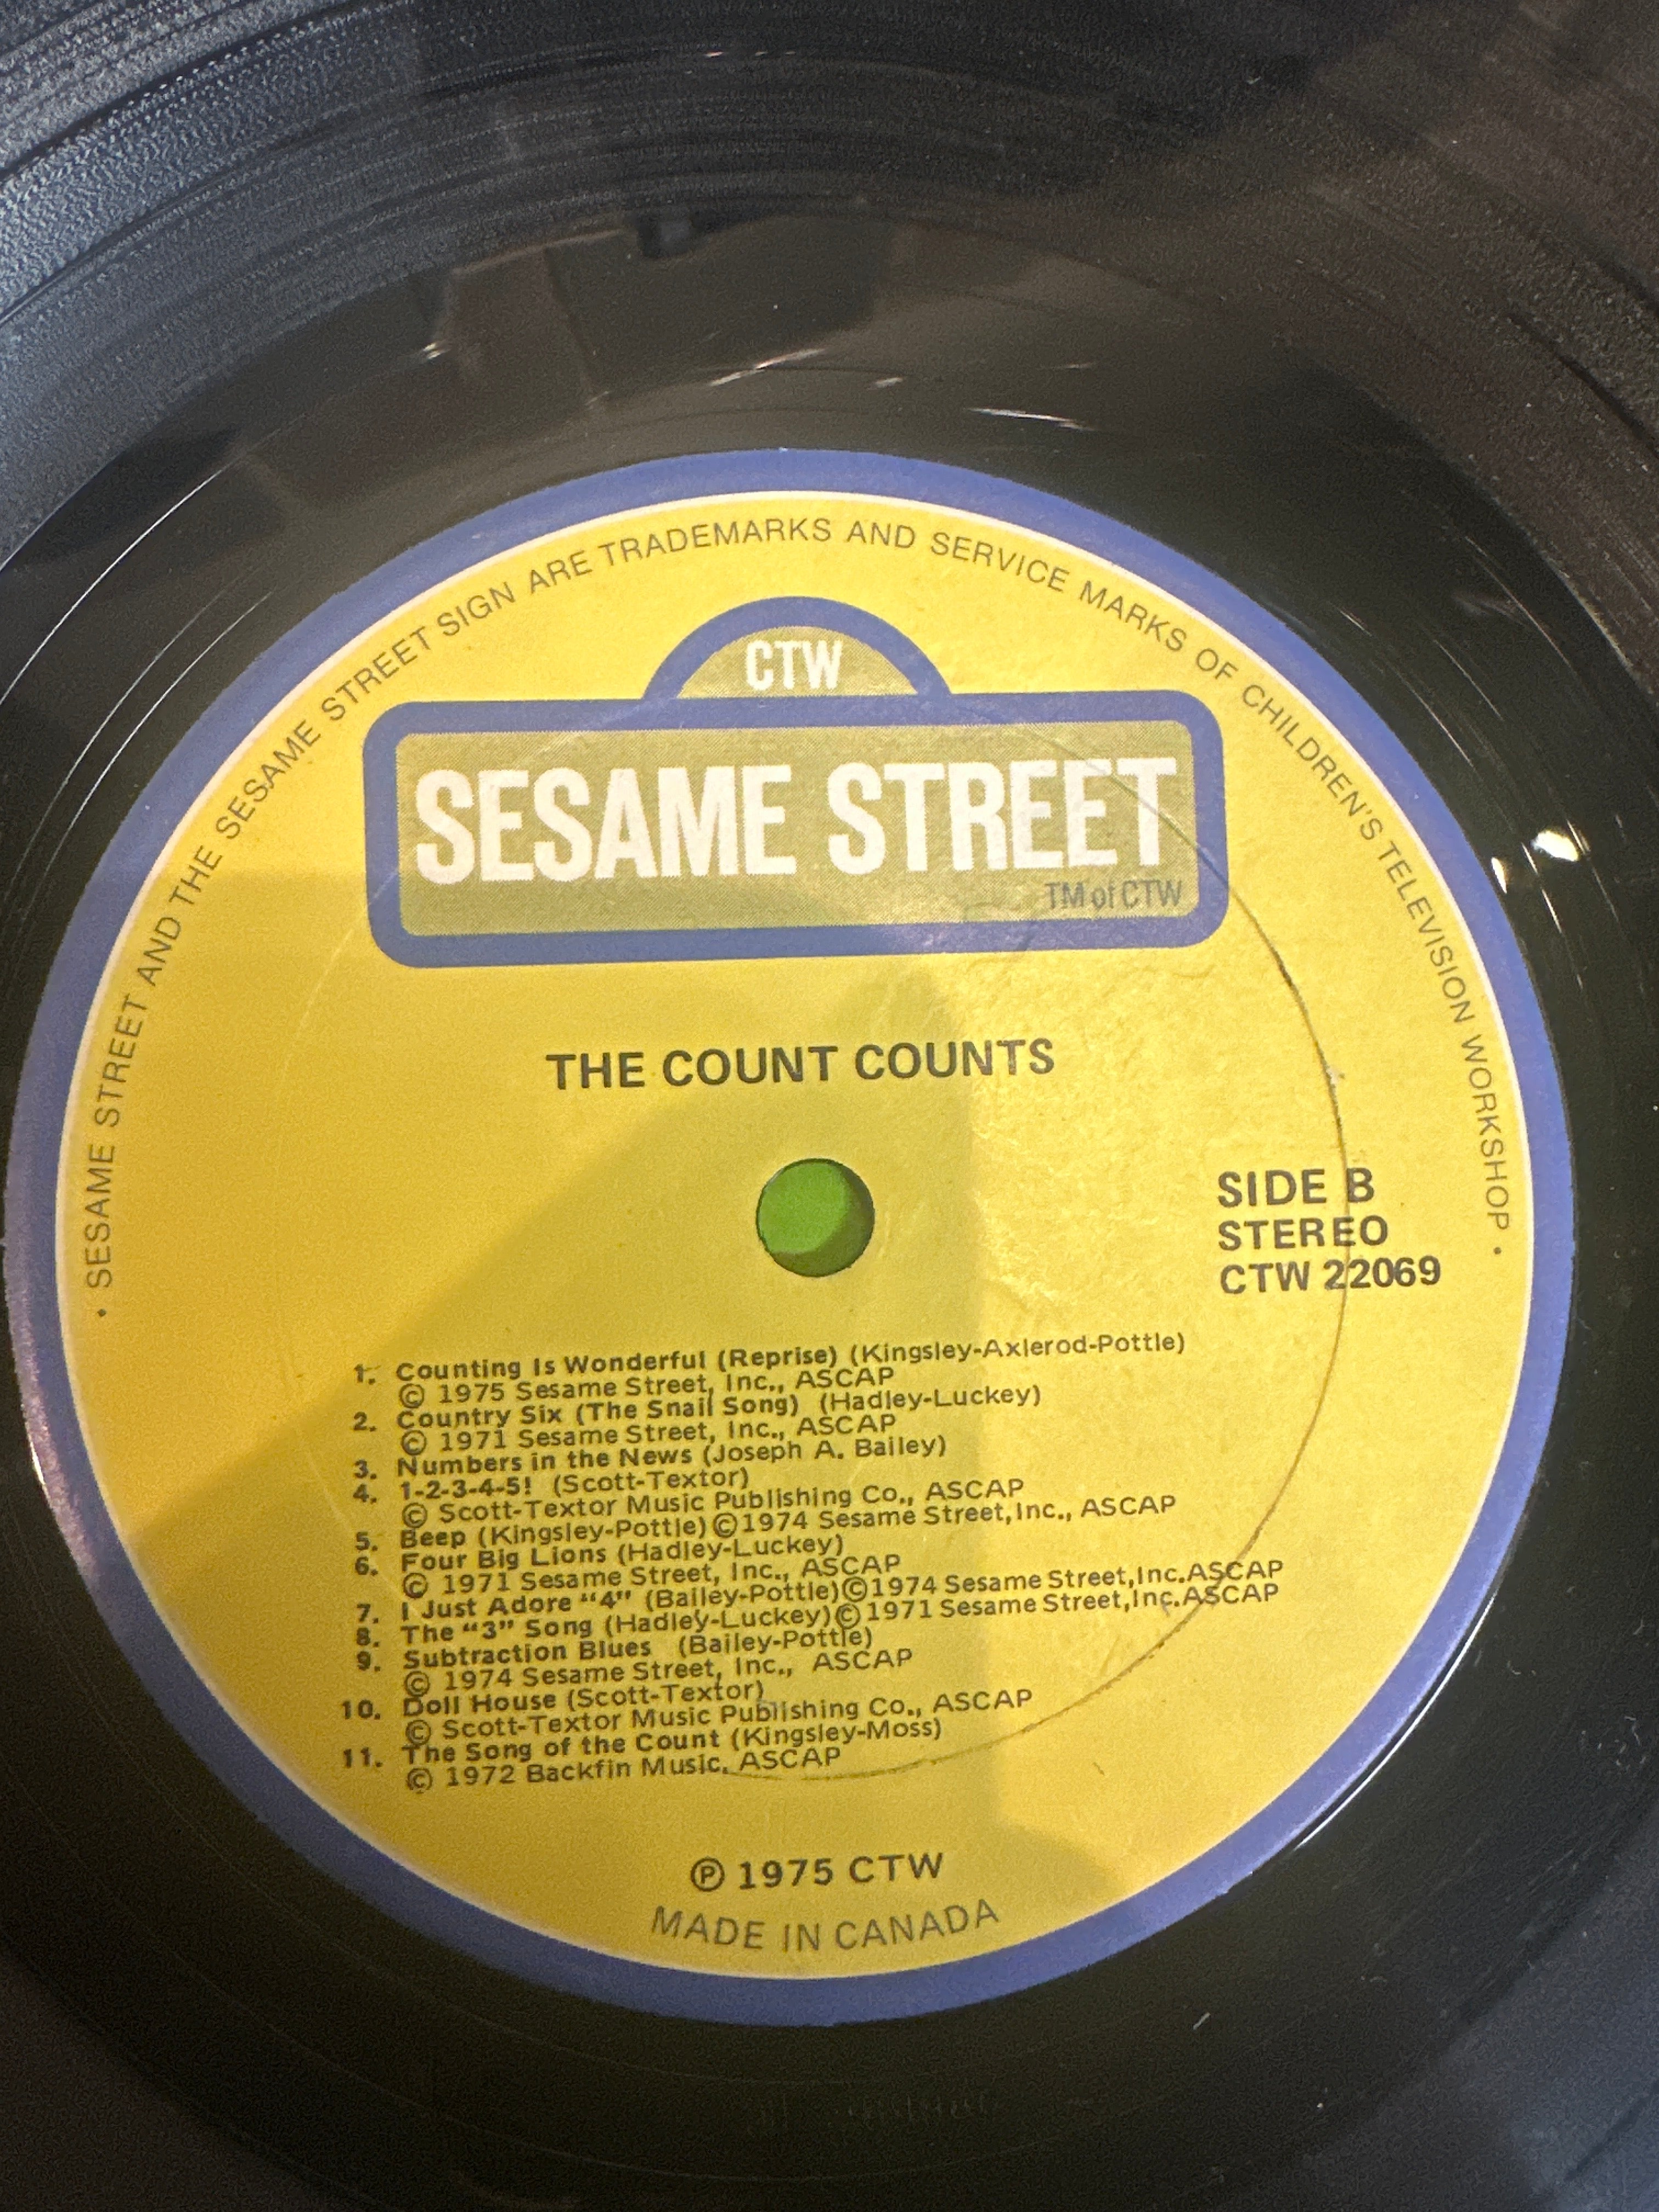 • SESAME STREET AND THE SESAME STREET SIGN ARE TRADEMARKS AND SERVICE MARKS OF CHILDREN'S TELEVISION WORKSHOP •
CTW
SESAME STREET
TM of CTW
THE COUNT COUNTS
SIDE B
STEREO
CTW 22069
1. Counting Is Wonderful (Reprise) (Kingsley-Axlerod-Pottle)
© 1975 Sesame Street, Inc., ASCAP
2. Country Six (The Snail Song) (Hadley-Luckey)
© 1971 Sesame Street, Inc., ASCAP
3. Numbers in the News (Joseph A. Bailey)
4. 1-2-3-4-5! (Scott-Textor)
© Scott-Textor Music Publishing Co., ASCAP
5. Beep (Kingsley-Pottle) © 1974 Sesame Street, Inc., ASCAP
6. Four Big Lions (Hadley-Luckey)
© 1971 Sesame Street, Inc., ASCAP
7. I Just Adore "4" (Bailey-Pottle) © 1974 Sesame Street, Inc. ASCAP
8. The "3" Song (Hadley-Luckey) © 1971 Sesame Street, Inc. ASCAP
9. Subtraction Blues (Bailey-Pottle)
© 1974 Sesame Street, Inc., ASCAP
10. Doll House (Scott-Textor)
© Scott-Textor Music Publishing Co., ASCAP
11. The Song of the Count (Kingsley-Moss)
© 1972 Backfin Music, ASCAP
℗ 1975 CTW
MADE IN CANADA